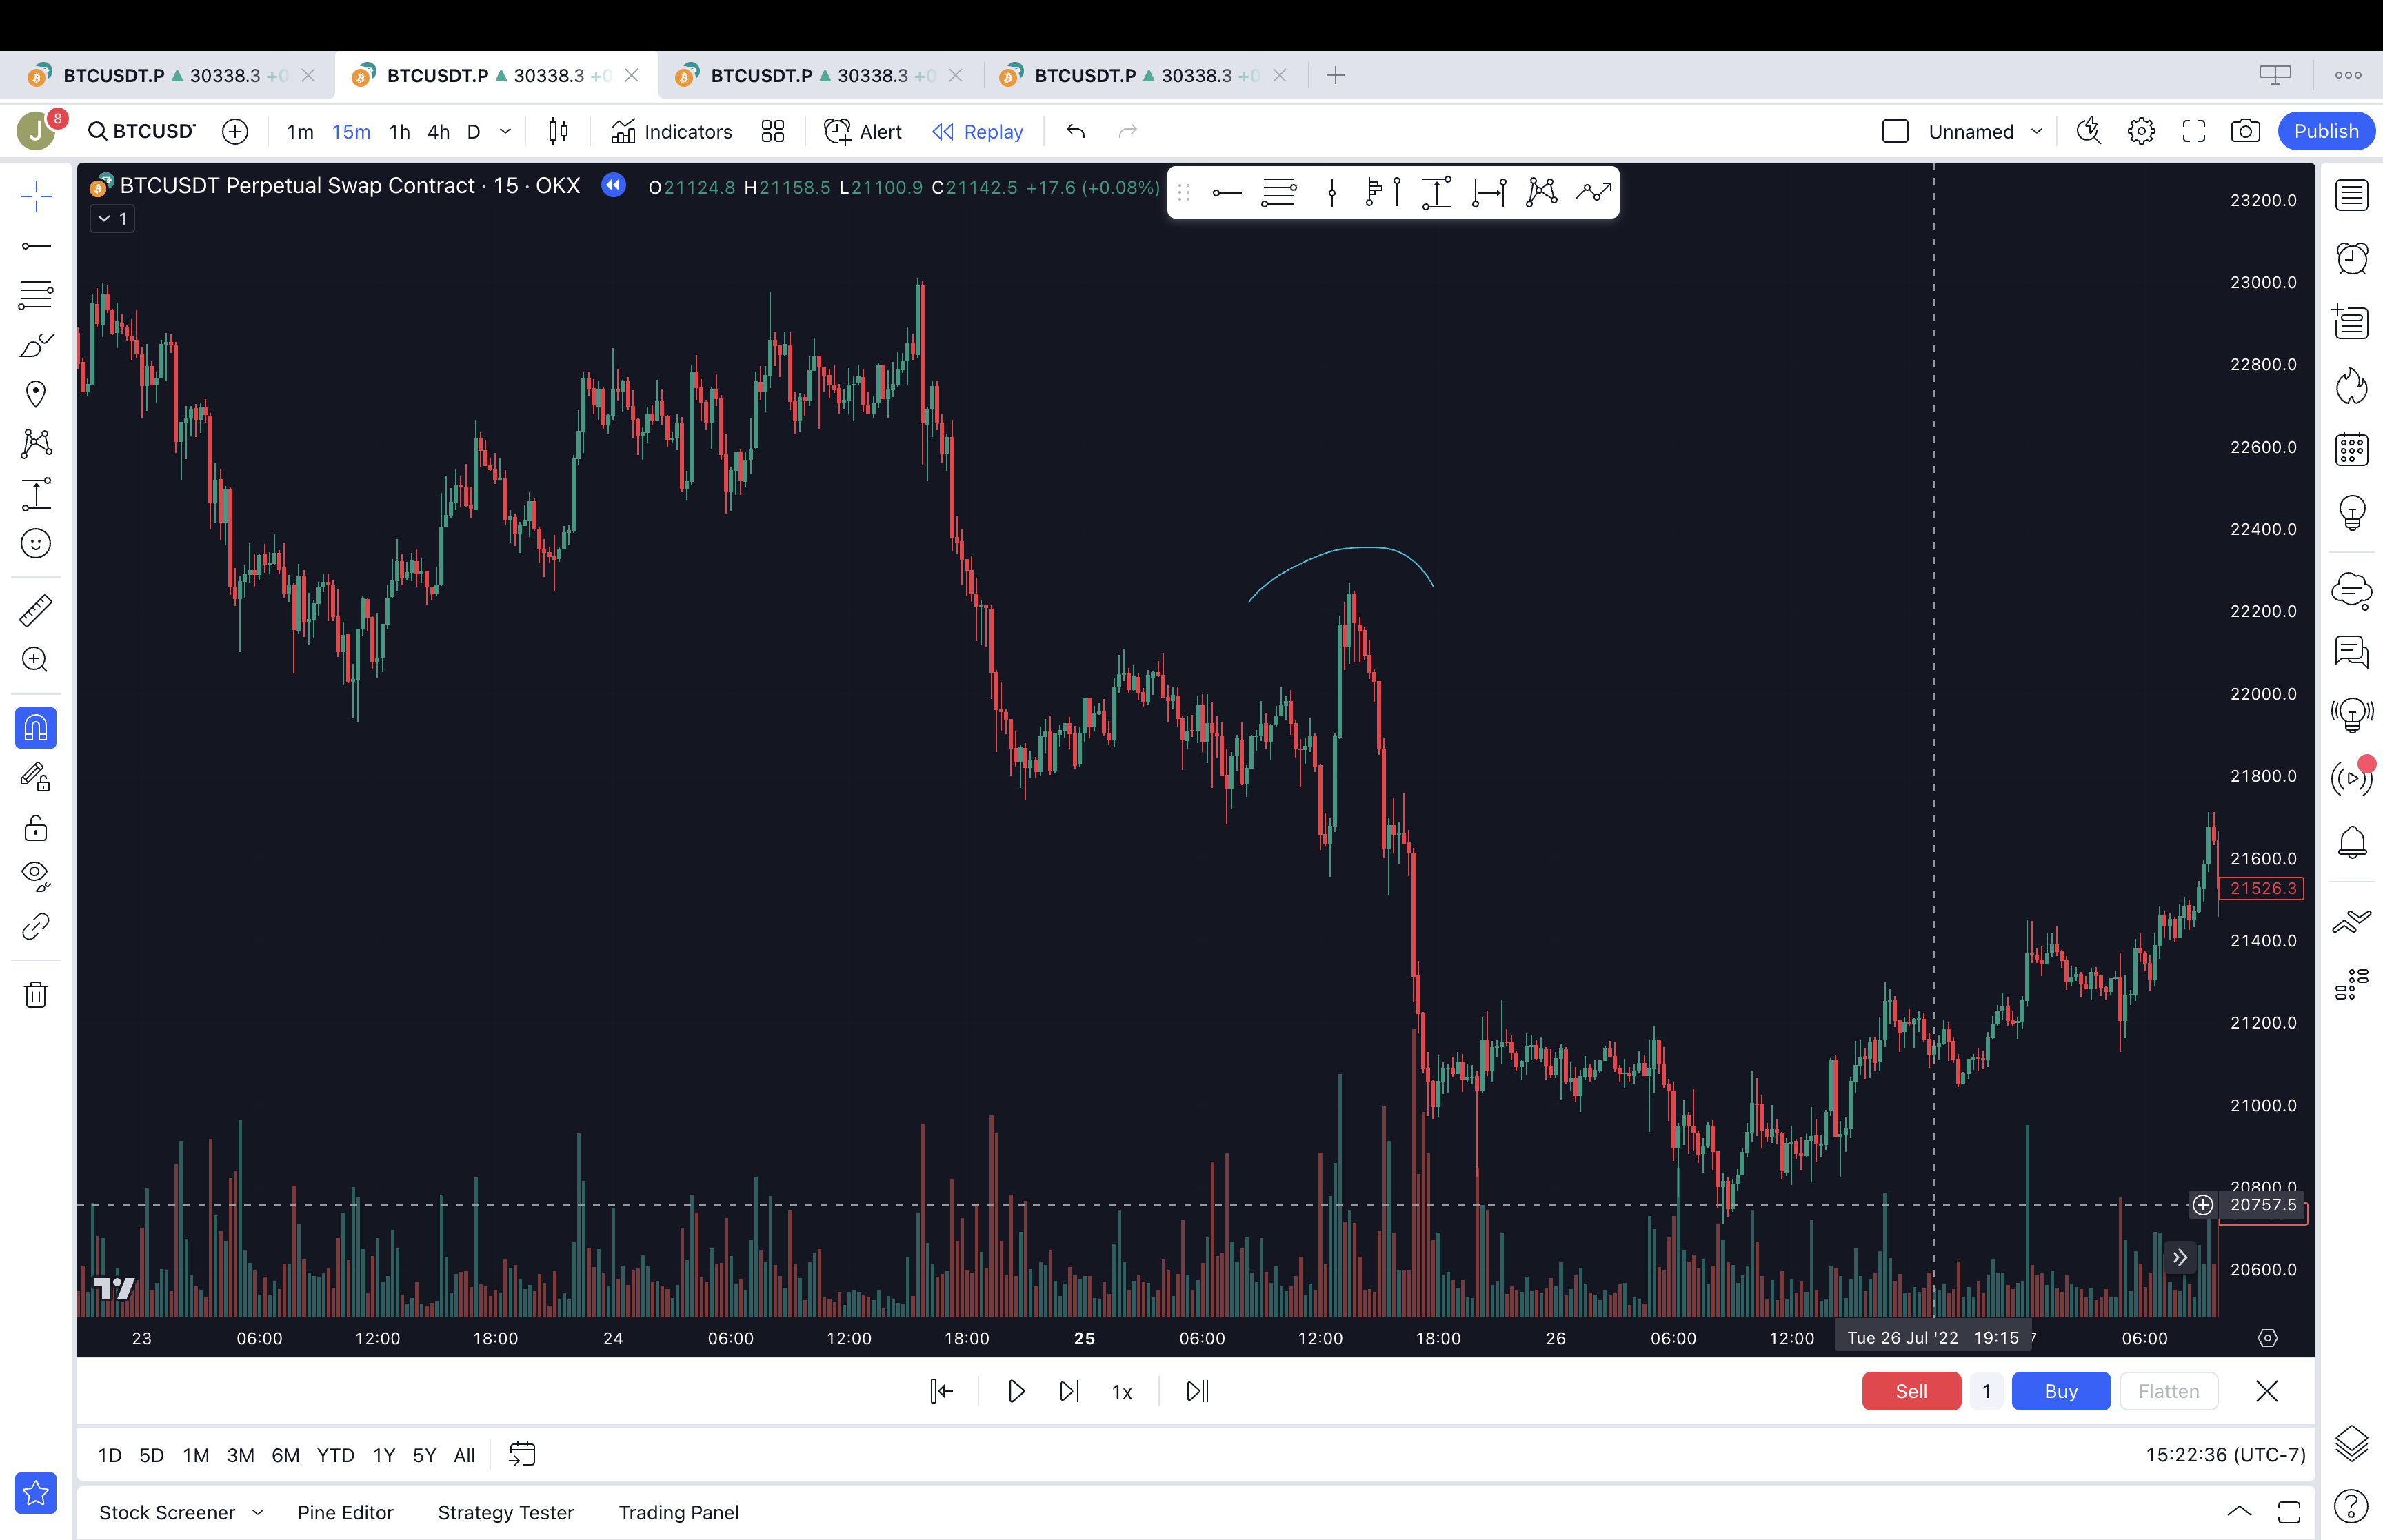 BTCUSDT.P 30338.3 +0
BTCUSDT.P 30338.3 +0
BTCUSDT.P 30338.3 +0
BTCUSDT.P 30338.3 +0
J 8 BTCUSD 1m 15m 1h 4h D Indicators Alert Replay Unnamed Publish
BTCUSDT Perpetual Swap Contract · 15 · OKX O21124.8 H21158.5 L21100.9 C21142.5 +17.6 (+0.08%)
1
23200.0
23000.0
22800.0
22600.0
22400.0
22200.0
22000.0
21800.0
21600.0
21526.3
21400.0
21200.0
21000.0
20800.0
20757.5
20600.0
23 06:00 12:00 18:00 24 06:00 12:00 18:00 25 06:00 12:00 18:00 26 06:00 12:00 Tue 26 Jul '22 19:15 7 06:00
1x Sell 1 Buy Flatten
1D 5D 1M 3M 6M YTD 1Y 5Y All 15:22:36 (UTC-7)
Stock Screener Pine Editor Strategy Tester Trading Panel